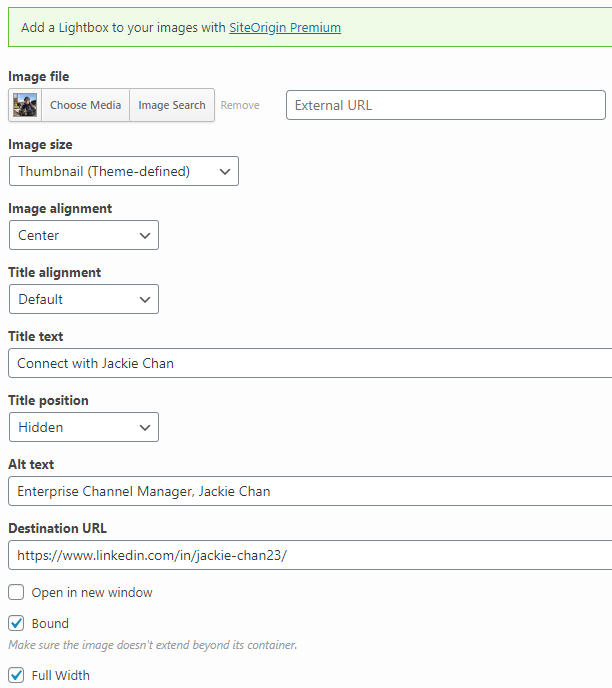 Add a Lightbox to your images with SiteOrigin Premium
Image file
Choose Media Image Search Remove External URL
Image size
Thumbnail (Theme-defined)
Image alignment
Center
Title alignment
Default
Title text
Connect with Jackie Chan
Title position
Hidden
Alt text
Enterprise Channel Manager, Jackie Chan
Destination URL
https://www.linkedin.com/in/jackie-chan23/
Open in new window
Bound
Make sure the image doesn't extend beyond its container.
Full Width